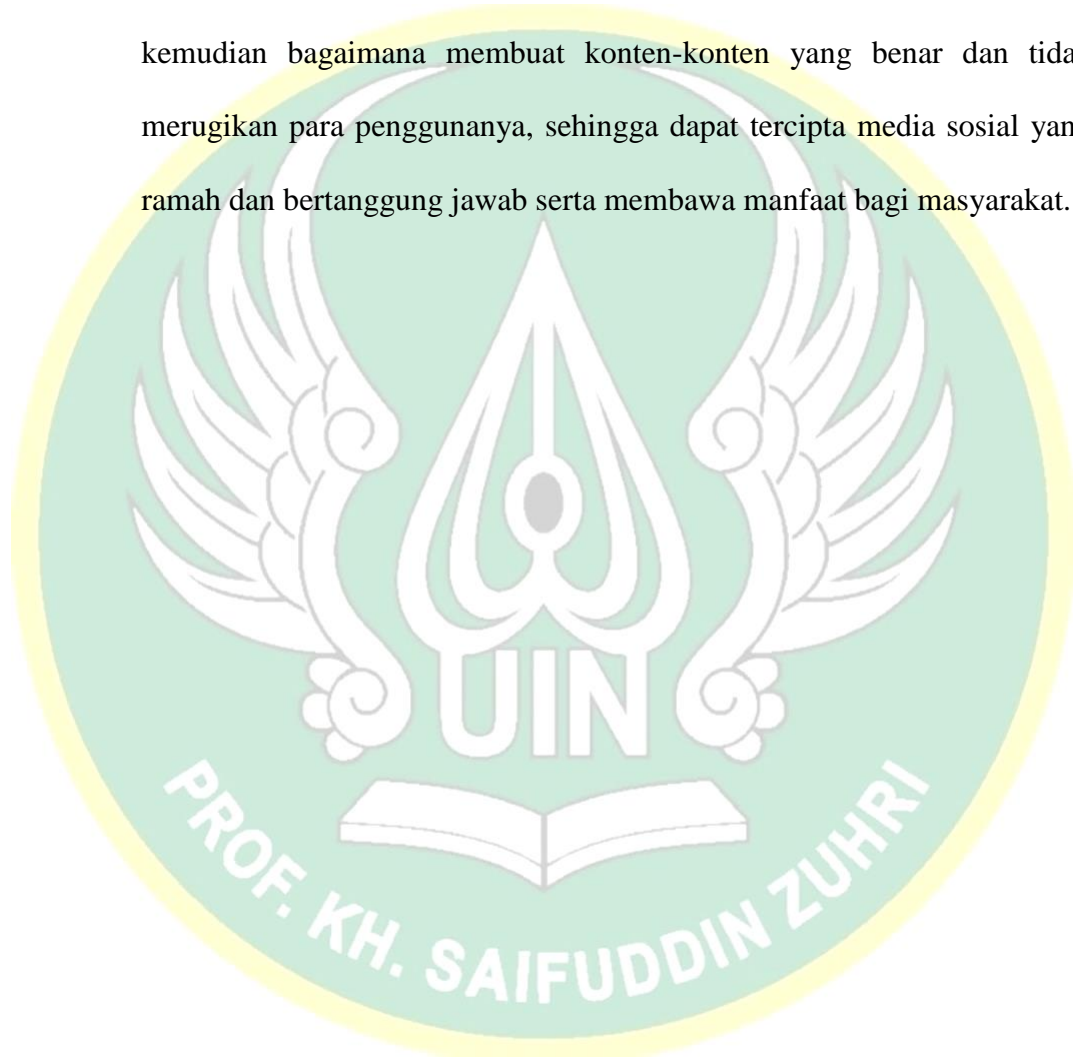 kemudian bagaimana membuat konten-konten yang benar dan tida
merugikan para penggunanya, sehingga dapat tercipta media sosial yan
ramah dan bertanggung jawab serta membawa manfaat bagi masyarakat.
UIN
PROF. KH. SAIFUDDIN ZUHRI